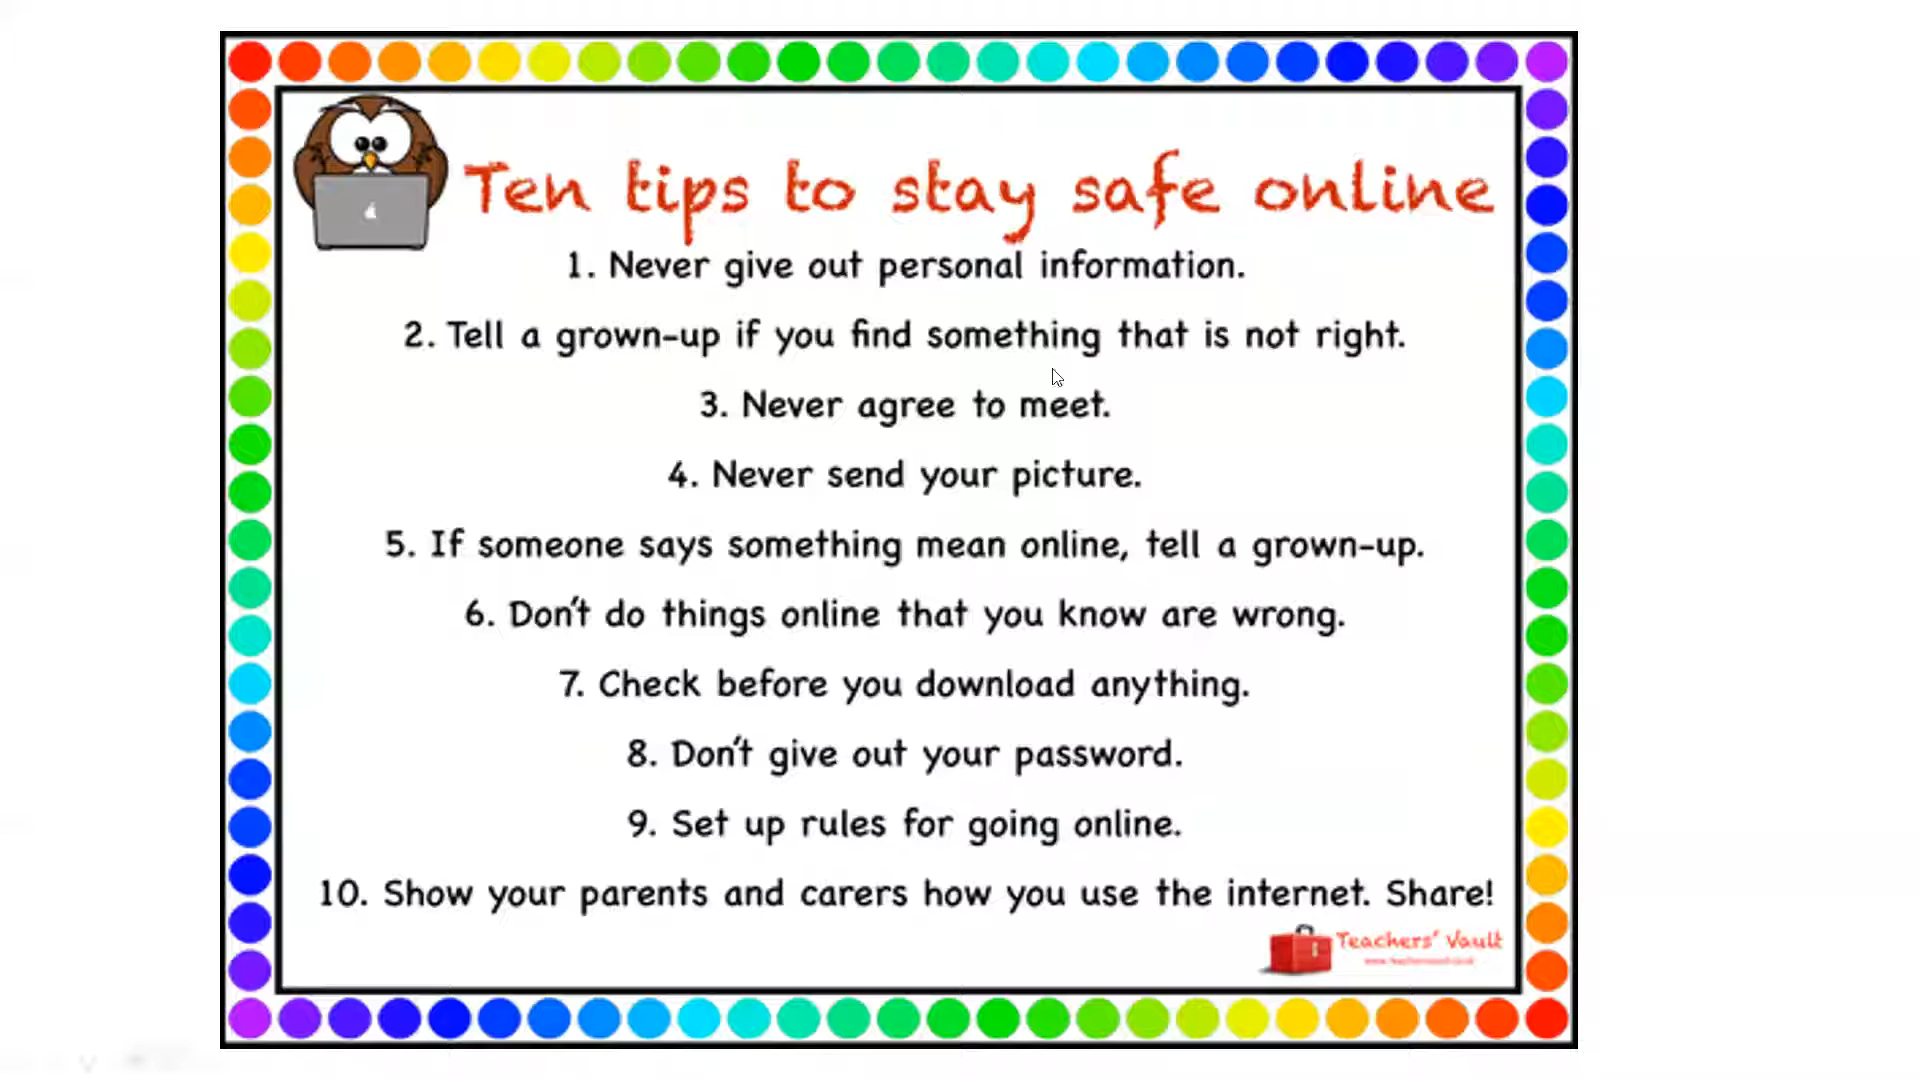 Ten tips to stay safe online
1. Never give out personal information.
2. Tell a grown-up if you find something that is not right.
3. Never agree to meet.
4. Never send your picture.
5. If someone says something mean online, tell a grown-up.
6. Don't do things online that you know are wrong.
7. Check before you download anything.
8. Don't give out your password.
9. Set up rules for going online.
10. Show your parents and carers how you use the internet. Share!
Teachers' Vault